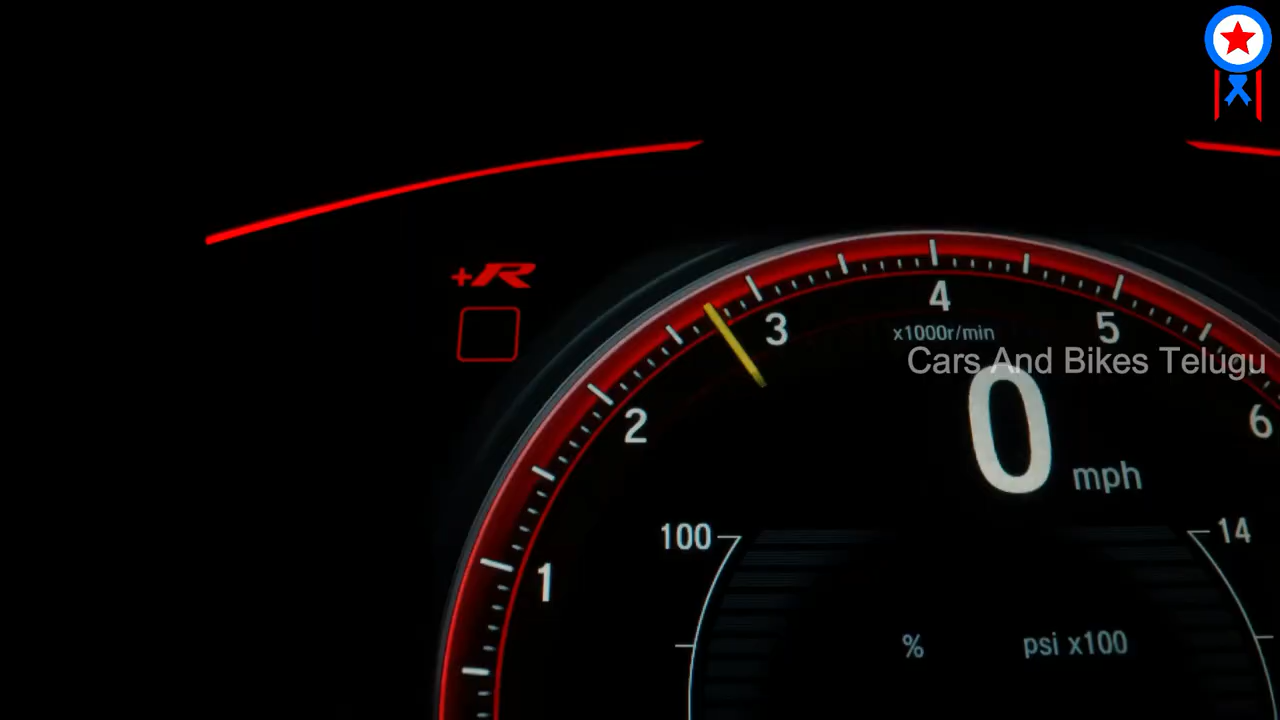 +R
4
3
5
x1000r/min
Cars And Bikes Telugu
2
6
0 mph
100
14
1
% psi x100